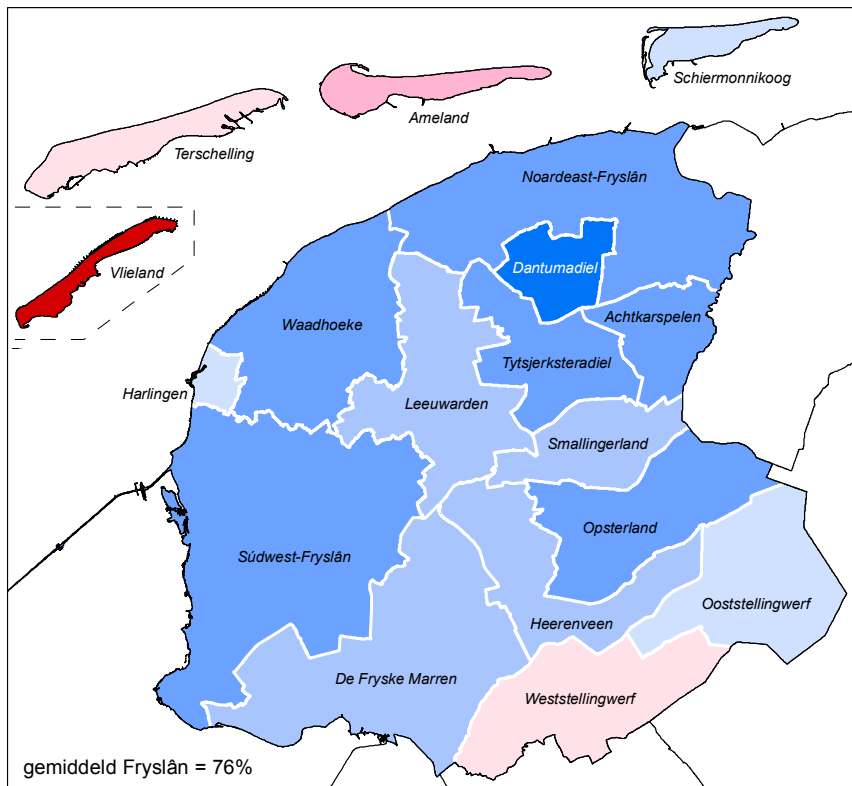 Schiermonnikoog
Ameland
Terschelling
Noardeast-Fryslân
Vlieland
Dantumadiel
Waadhoeke
Achtkarspelen
Tytsjerksteradiel
Harlingen
Leeuwarden
Smallingerland
Opsterland
Súdwest-Fryslân
Ooststellingwerf
Heerenveen
De Fryske Marren
Weststellingwerf
gemiddeld Fryslân = 76%